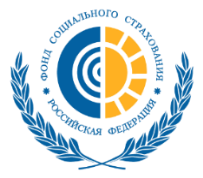 ФОНД СОЦИАЛЬНОГО СТРАХОВАНИЯ
РОССИЙСКАЯ ФЕДЕРАЦИЯ